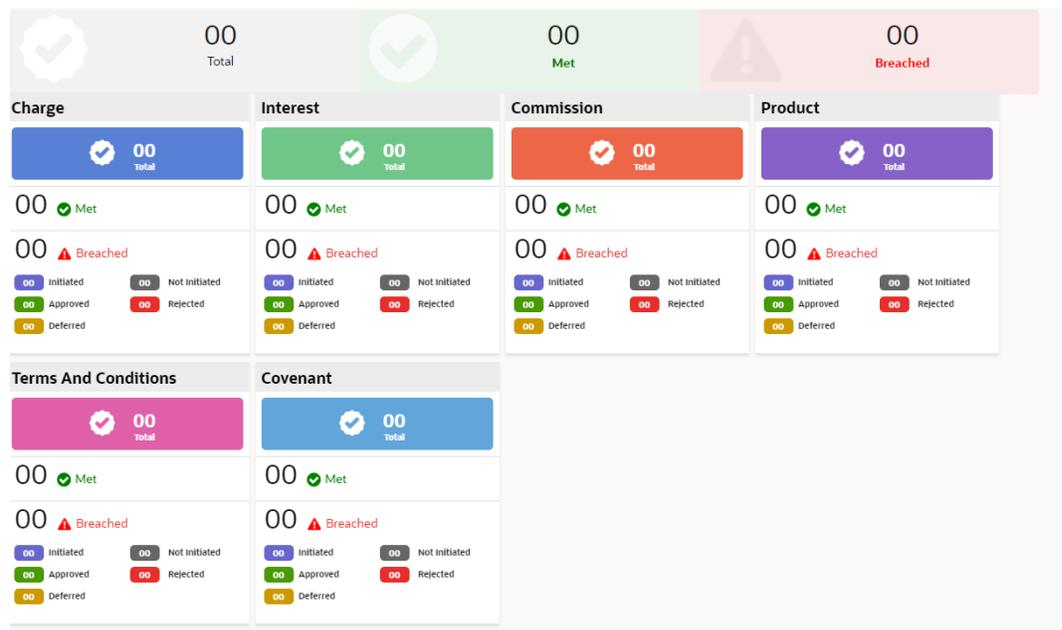 00 00 00
Total Met Breached
Charge Interest Commission Product
00 00 00 00
Total Total Total Total
00 Met 00 Met 00 Met 00 Met
00 Breached 00 Breached 00 Breached 00 Breached
00 Initiated 00 Not Initiated 00 Initiated 00 Not Initiated 00 Initiated 00 Not Initiated 00 Initiated 00 Not Initiated
00 Approved 00 Rejected 00 Approved 00 Rejected 00 Approved 00 Rejected 00 Approved 00 Rejected
00 Deferred 00 Deferred 00 Deferred 00 Deferred
Terms And Conditions Covenant
00 00
Total Total
00 Met 00 Met
00 Breached 00 Breached
00 Initiated 00 Not Initiated 00 Initiated 00 Not Initiated
00 Approved 00 Rejected 00 Approved 00 Rejected
00 Deferred 00 Deferred